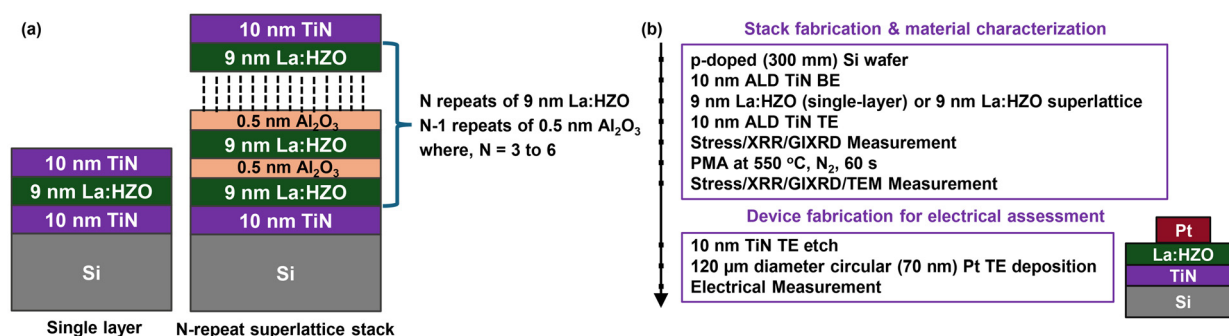 (a)
10 nm TiN
9 nm La:HZO
0.5 nm Al₂O₃
9 nm La:HZO
0.5 nm Al₂O₃
9 nm La:HZO
10 nm TiN
Si
N-repeat superlattice stack
N repeats of 9 nm La:HZO
N-1 repeats of 0.5 nm Al₂O₃
where, N = 3 to 6
10 nm TiN
9 nm La:HZO
10 nm TiN
Si
Single layer
(b)
Stack fabrication & material characterization
p-doped (300 mm) Si wafer
10 nm ALD TiN BE
9 nm La:HZO (single-layer) or 9 nm La:HZO superlattice
10 nm ALD TiN TE
Stress/XRR/GIXRD Measurement
PMA at 550 °C, N₂, 60 s
Stress/XRR/GIXRD/TEM Measurement
Device fabrication for electrical assessment
10 nm TiN TE etch
120 μm diameter circular (70 nm) Pt TE deposition
Electrical Measurement
Pt
La:HZO
TiN
Si